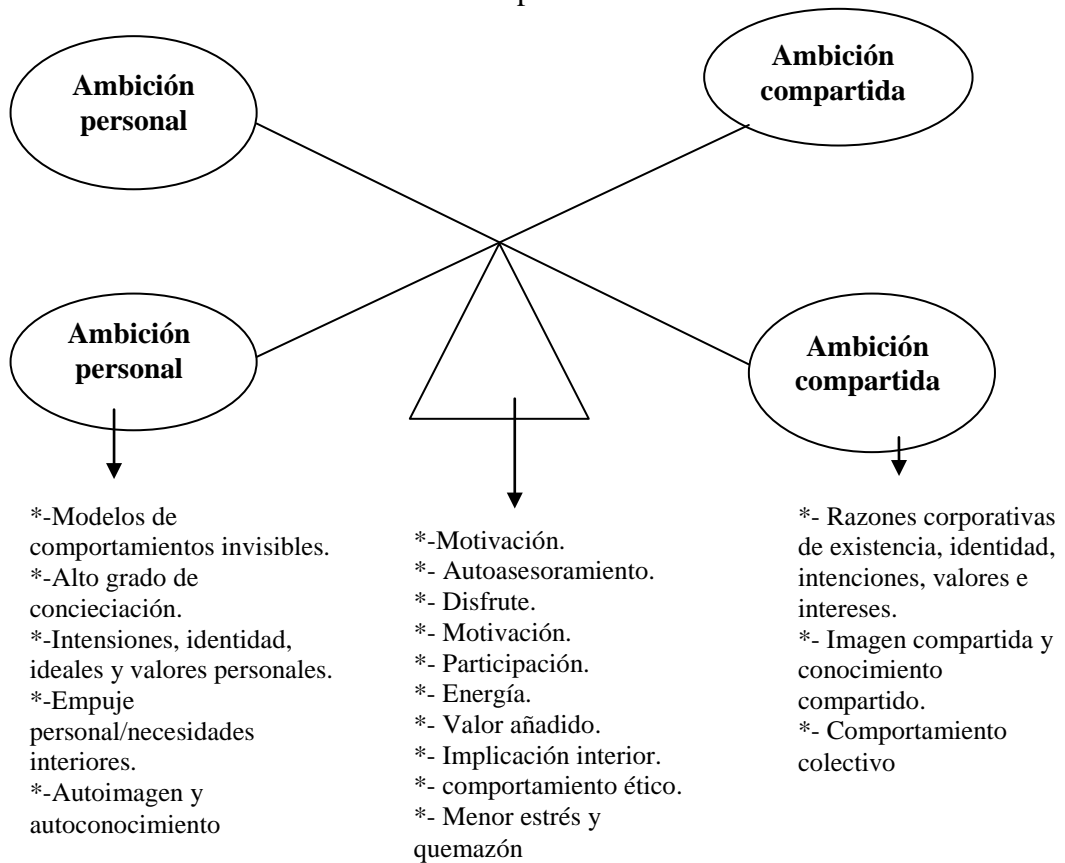 Ambición
personal
Ambición
compartida
Ambición
personal
Ambición
compartida
*-Modelos de
comportamientos invisibles.
*-Alto grado de
concieciación.
*-Intensiones, identidad,
ideales y valores personales.
*-Empuje
personal/necesidades
interiores.
*-Autoimagen y
autoconocimiento
*-Motivación.
*- Autoasesoramiento.
*- Disfrute.
*- Motivación.
*- Participación.
*- Energía.
*- Valor añadido.
*- Implicación interior.
*- comportamiento ético.
*- Menor estrés y
quemazón
*- Razones corporativas
de existencia, identidad,
intenciones, valores e
intereses.
*- Imagen compartida y
conocimiento
compartido.
*- Comportamiento
colectivo